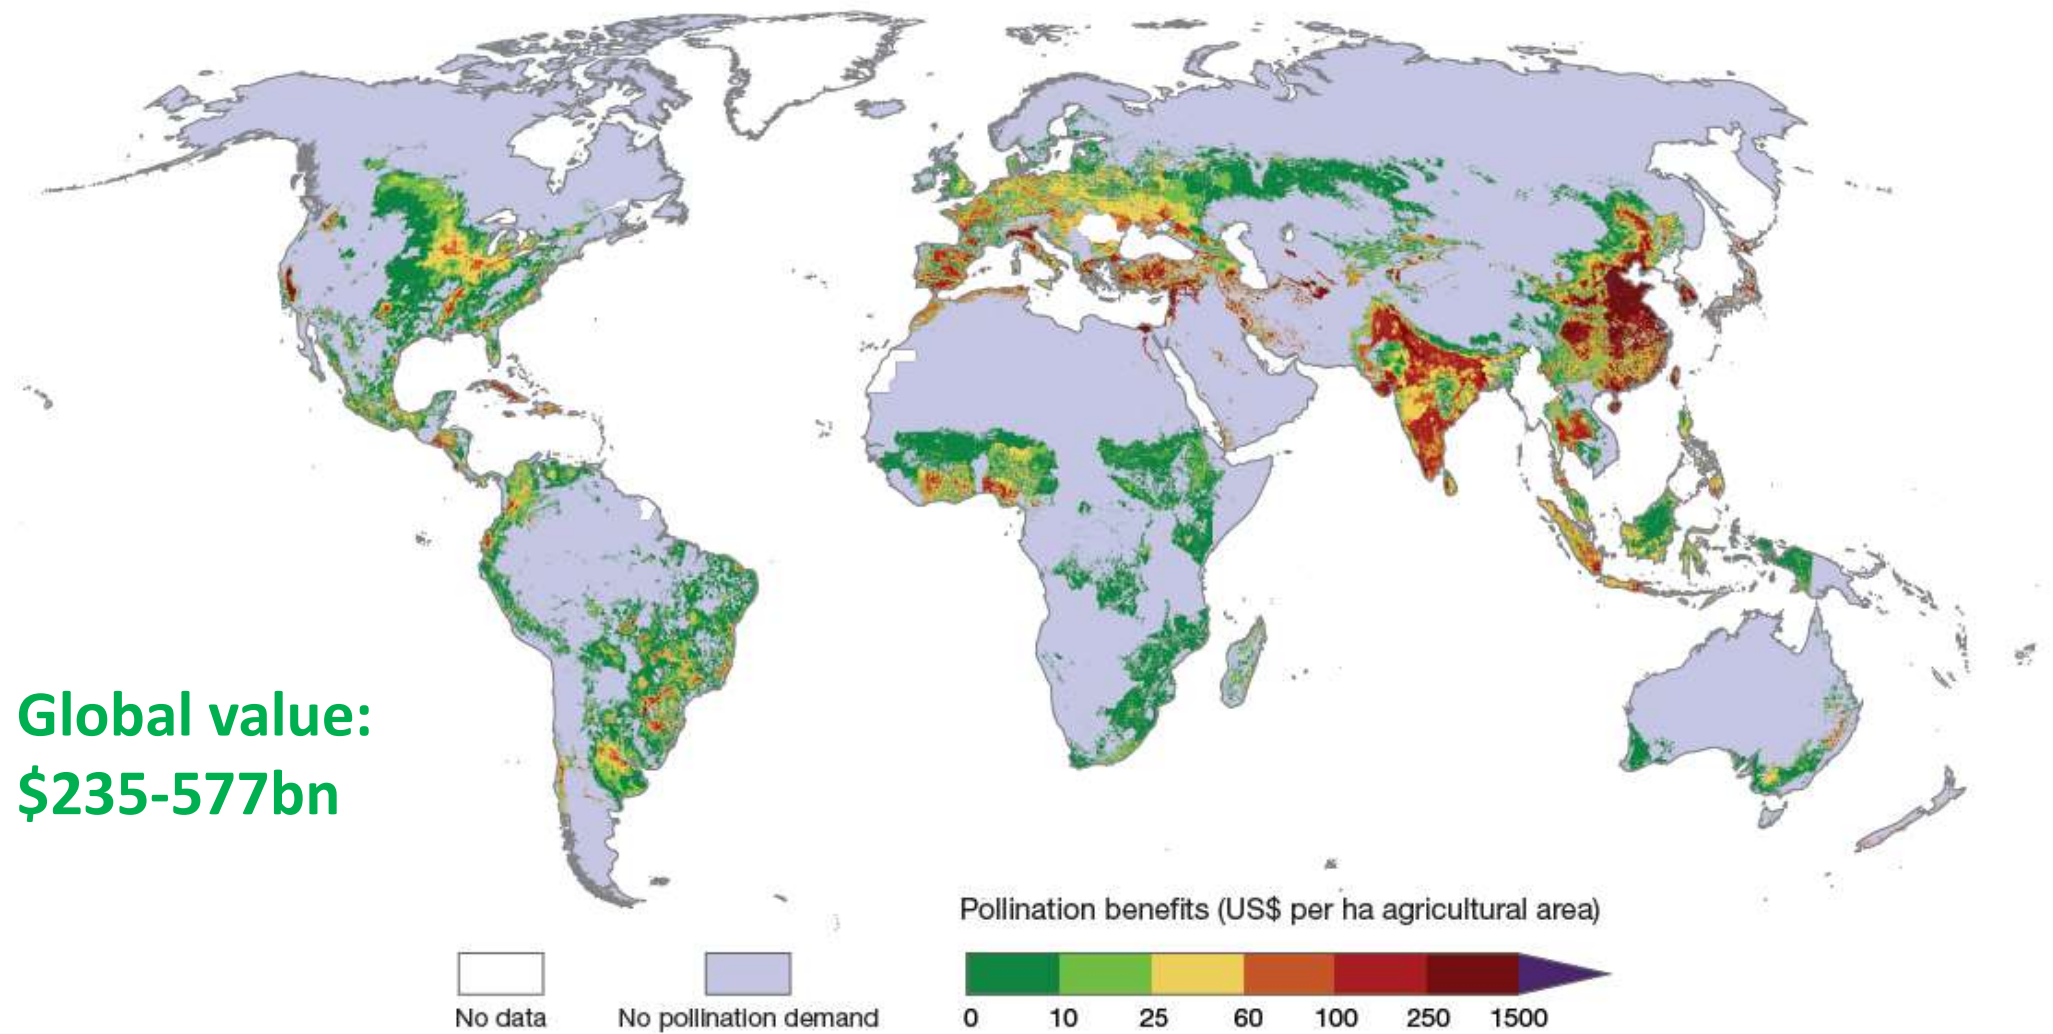 Global value:
$235-577bn
Pollination benefits (US$ per ha agricultural area)
No data
No pollination demand
0 10 25 60 100 250 1500